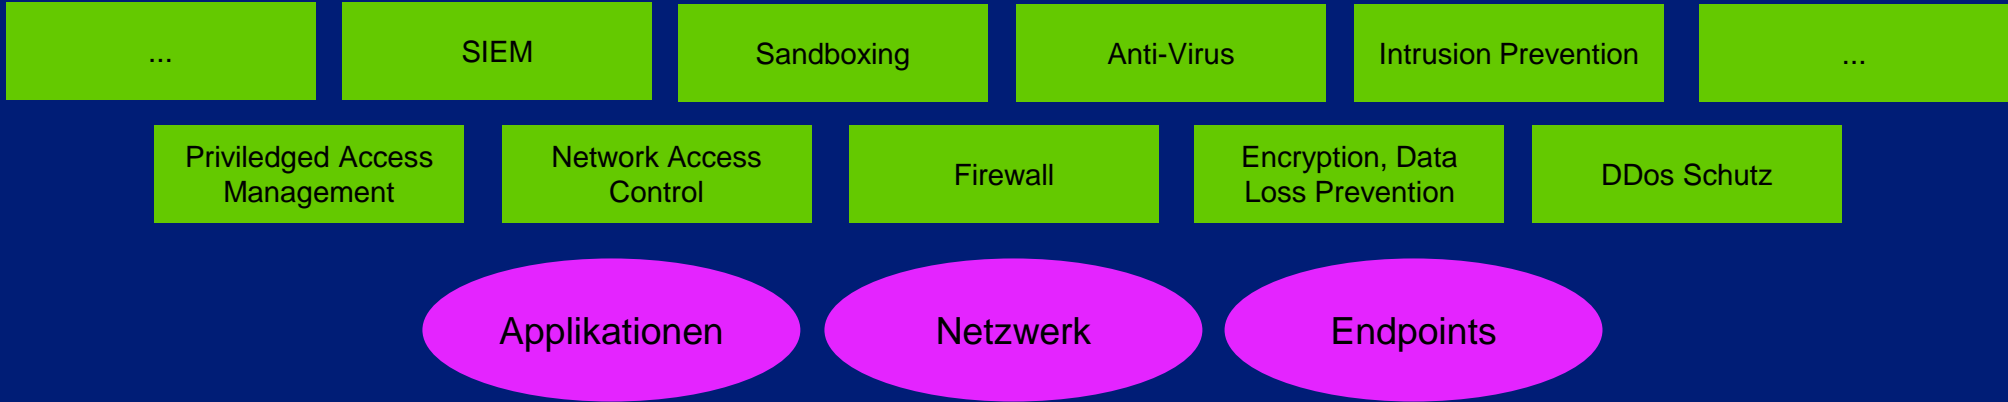 ...
SIEM
Sandboxing
Anti-Virus
Intrusion Prevention
...
Priviledged Access
Management
Network Access
Control
Firewall
Encryption, Data
Loss Prevention
DDos Schutz
Applikationen
Netzwerk
Endpoints